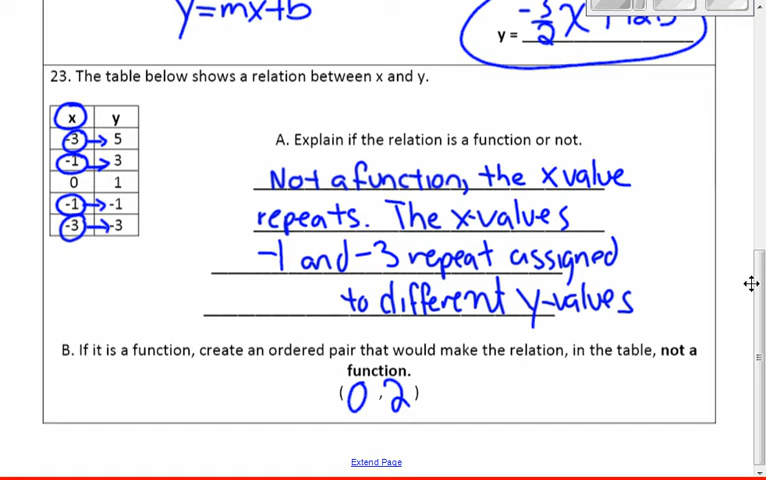 y=mx+b
y = -3/2 x +
23. The table below shows a relation between x and y.
x y
-3 → 5
-1 → 3
0 1
-1 → -1
-3 → -3
A. Explain if the relation is a function or not.
Not a function, the x value
repeats. The x-values
-1 and -3 repeat assigned
to different y-values
B. If it is a function, create an ordered pair that would make the relation, in the table, not a
function.
(0,2)
Extend Page